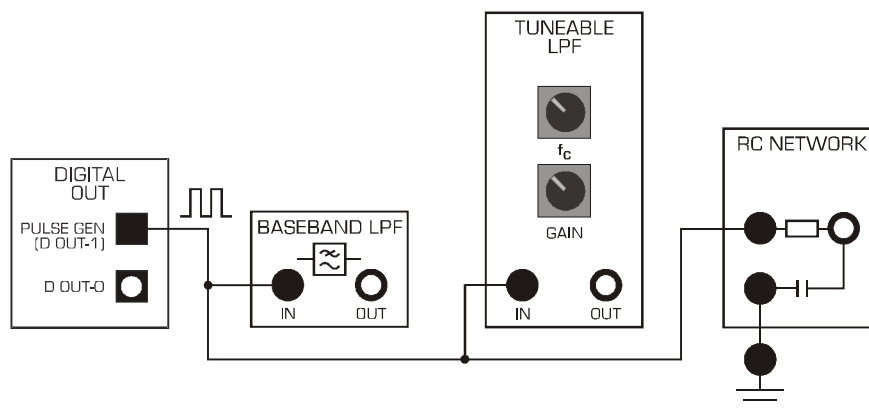 DIGITAL
OUT
PULSE GEN
(D OUT-1)
D OUT-0
BASEBAND LPF
IN
OUT
TUNEABLE
LPF
fC
GAIN
IN
OUT
RC NETWORK